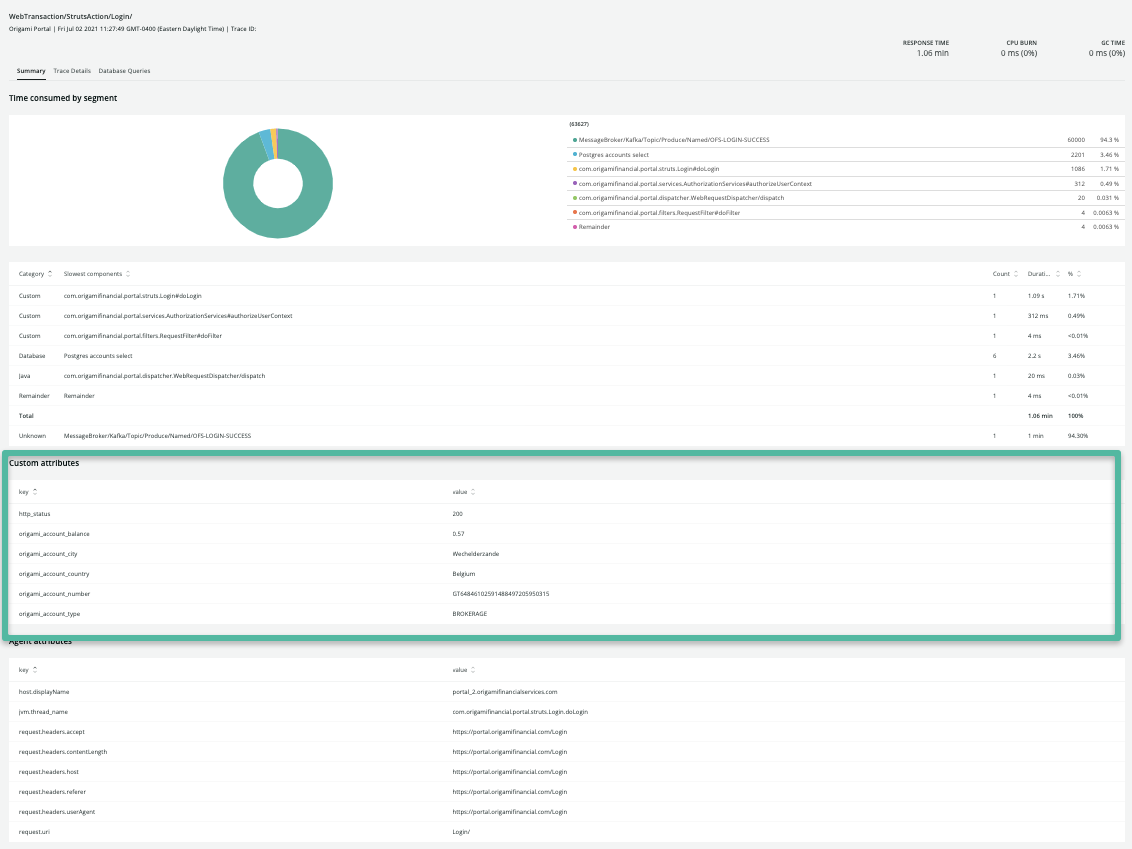 WebTransaction/StrutsAction/Login/
Origami Portal | Fri Jul 02 2021 11:27:49 GMT-0400 (Eastern Daylight Time) | Trace ID:
RESPONSE TIME CPU BURN GC TIME
1.06 min 0 ms (0%) 0 ms (0%)
Summary Trace Details Database Queries
Time consumed by segment
(63627)
MessageBroker/Kafka/Topic/Produce/Named/OFS-LOGIN-SUCCESS 60000 94.3 %
Postgres accounts select 2201 3.46 %
com.origamifinancial.portal.struts.Login#doLogin 1086 1.71 %
com.origamifinancial.portal.services.AuthorizationServices#authorizeUserContext 312 0.49 %
com.origamifinancial.portal.dispatcher.WebRequestDispatcher/dispatch 20 0.031 %
com.origamifinancial.portal.filters.RequestFilter#doFilter 4 0.0063 %
Remainder 4 0.0063 %
Category Slowest components Count Durati... %
Custom com.origamifinancial.portal.struts.Login#doLogin 1 1.09 s 1.71%
Custom com.origamifinancial.portal.services.AuthorizationServices#authorizeUserContext 1 312 ms 0.49%
Custom com.origamifinancial.portal.filters.RequestFilter#doFilter 1 4 ms <0.01%
Database Postgres accounts select 6 2.2 s 3.46%
Java com.origamifinancial.portal.dispatcher.WebRequestDispatcher/dispatch 1 20 ms 0.03%
Remainder Remainder 1 4 ms <0.01%
Total 1.06 min 100%
Unknown MessageBroker/Kafka/Topic/Produce/Named/OFS-LOGIN-SUCCESS 1 1 min 94.30%
Custom attributes
key value
http_status 200
origami_account_balance 0.57
origami_account_city Wechelderzande
origami_account_country Belgium
origami_account_number GT64846102591488497205950315
origami_account_type BROKERAGE
Agent attributes
key value
host.displayName portal_2.origamifinancialservices.com
jvm.thread_name com.origamifinancial.portal.struts.Login.doLogin
request.headers.accept https://portal.origamifinancial.com/Login
request.headers.contentLength https://portal.origamifinancial.com/Login
request.headers.host https://portal.origamifinancial.com/Login
request.headers.referer https://portal.origamifinancial.com/Login
request.headers.userAgent https://portal.origamifinancial.com/Login
request.uri Login/